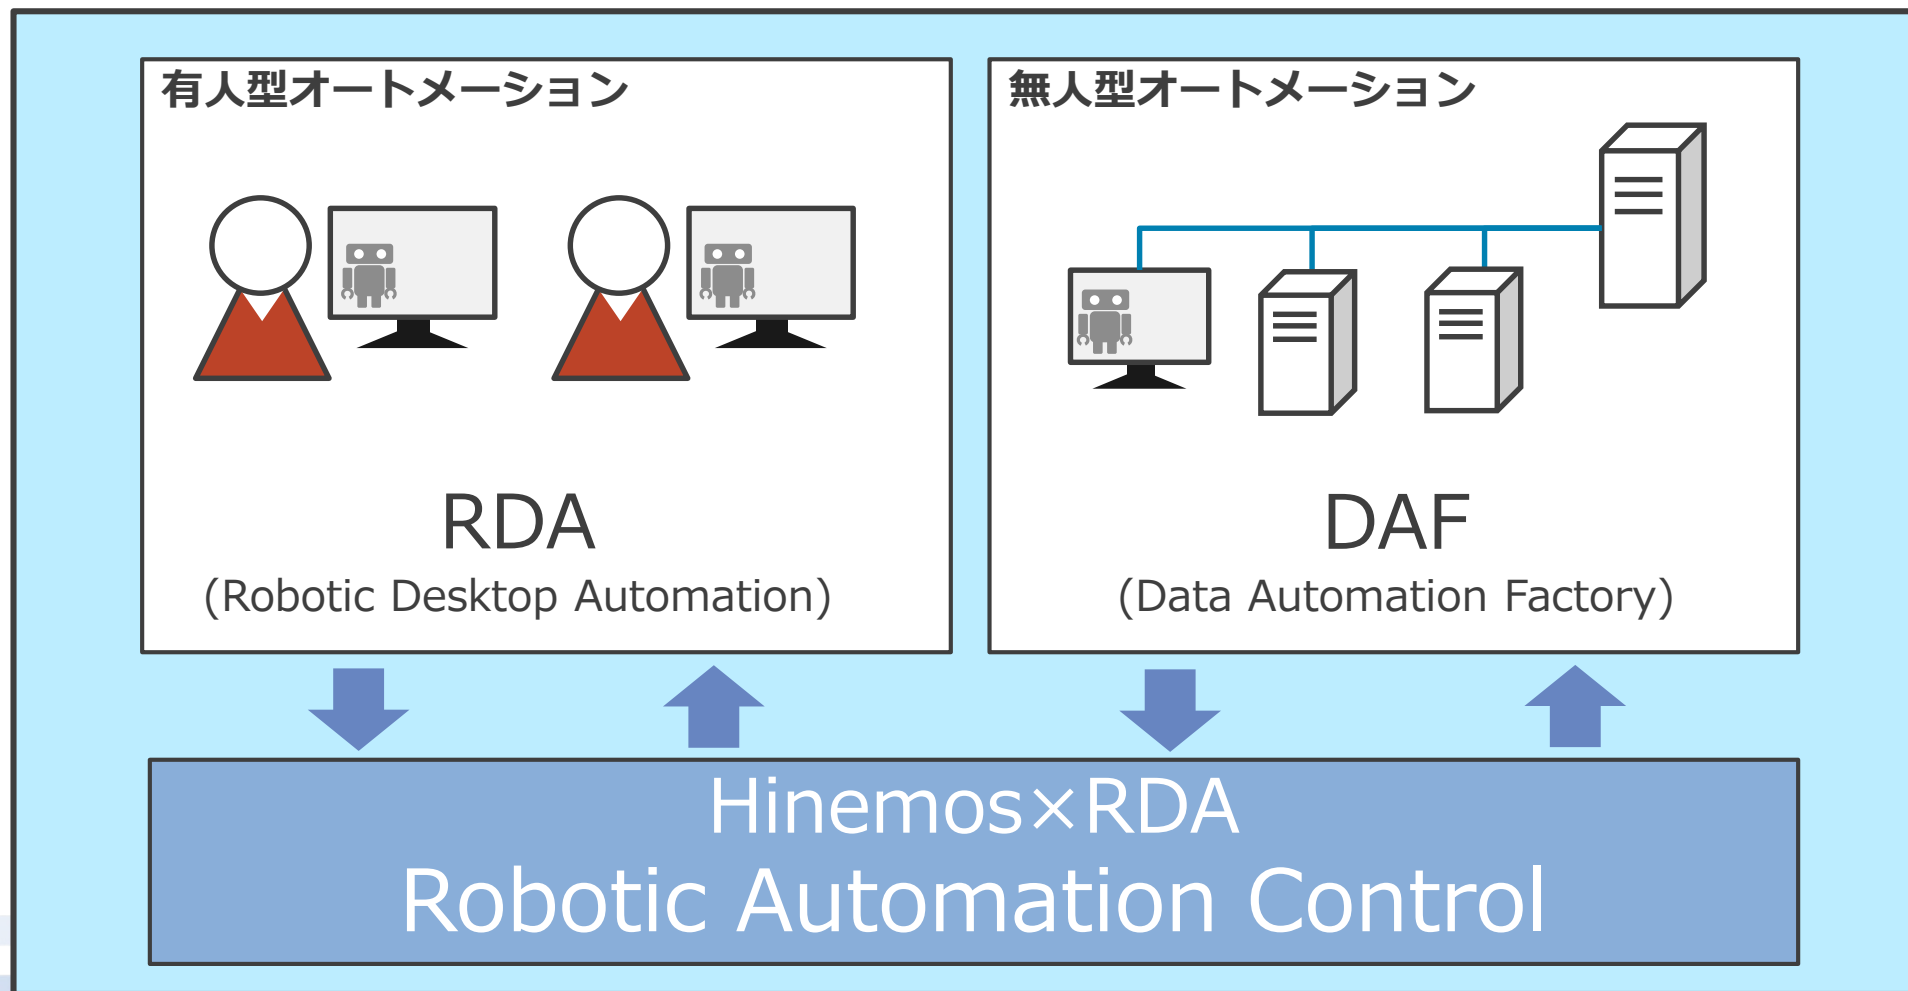 有人型オートメーション
RDA
(Robotic Desktop Automation)
無人型オートメーション
DAF
(Data Automation Factory)
Hinemos×RDA
Robotic Automation Control